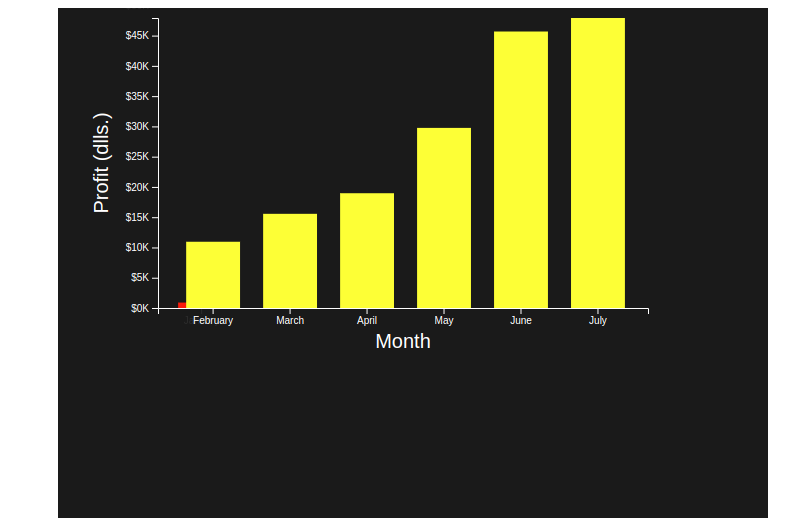 $45K
$40K
$35K
$30K
$25K
$20K
$15K
$10K
$5K
$0K
Profit (dlls.)
February March April May June July
Month